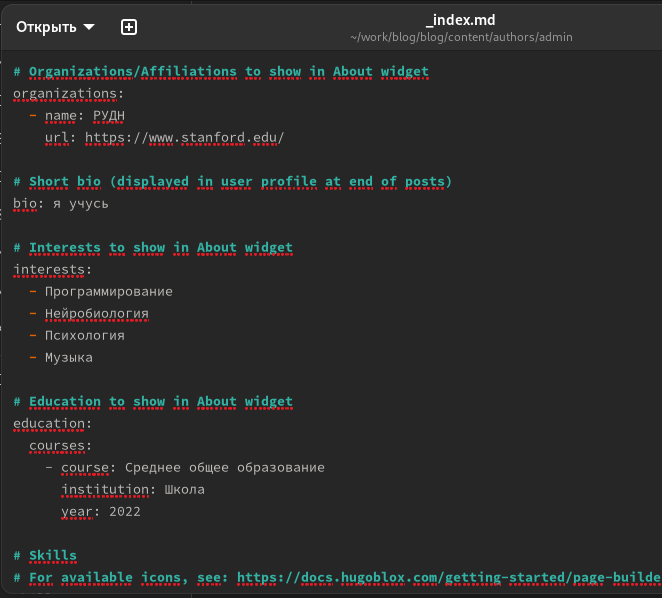 Открыть
_index.md
~/work/blog/blog/content/authors/admin
# Organizations/Affiliations to show in About widget
organizations:
  - name: РУДН
    url: https://www.stanford.edu/
# Short bio (displayed in user profile at end of posts)
bio: я учусь
# Interests to show in About widget
interests:
  - Программирование
  - Нейробиология
  - Психология
  - Музыка
# Education to show in About widget
education:
  courses:
    - course: Среднее общее образование
      institution: Школа
      year: 2022
# Skills
# For available icons, see: https://docs.hugoblox.com/getting-started/page-builde